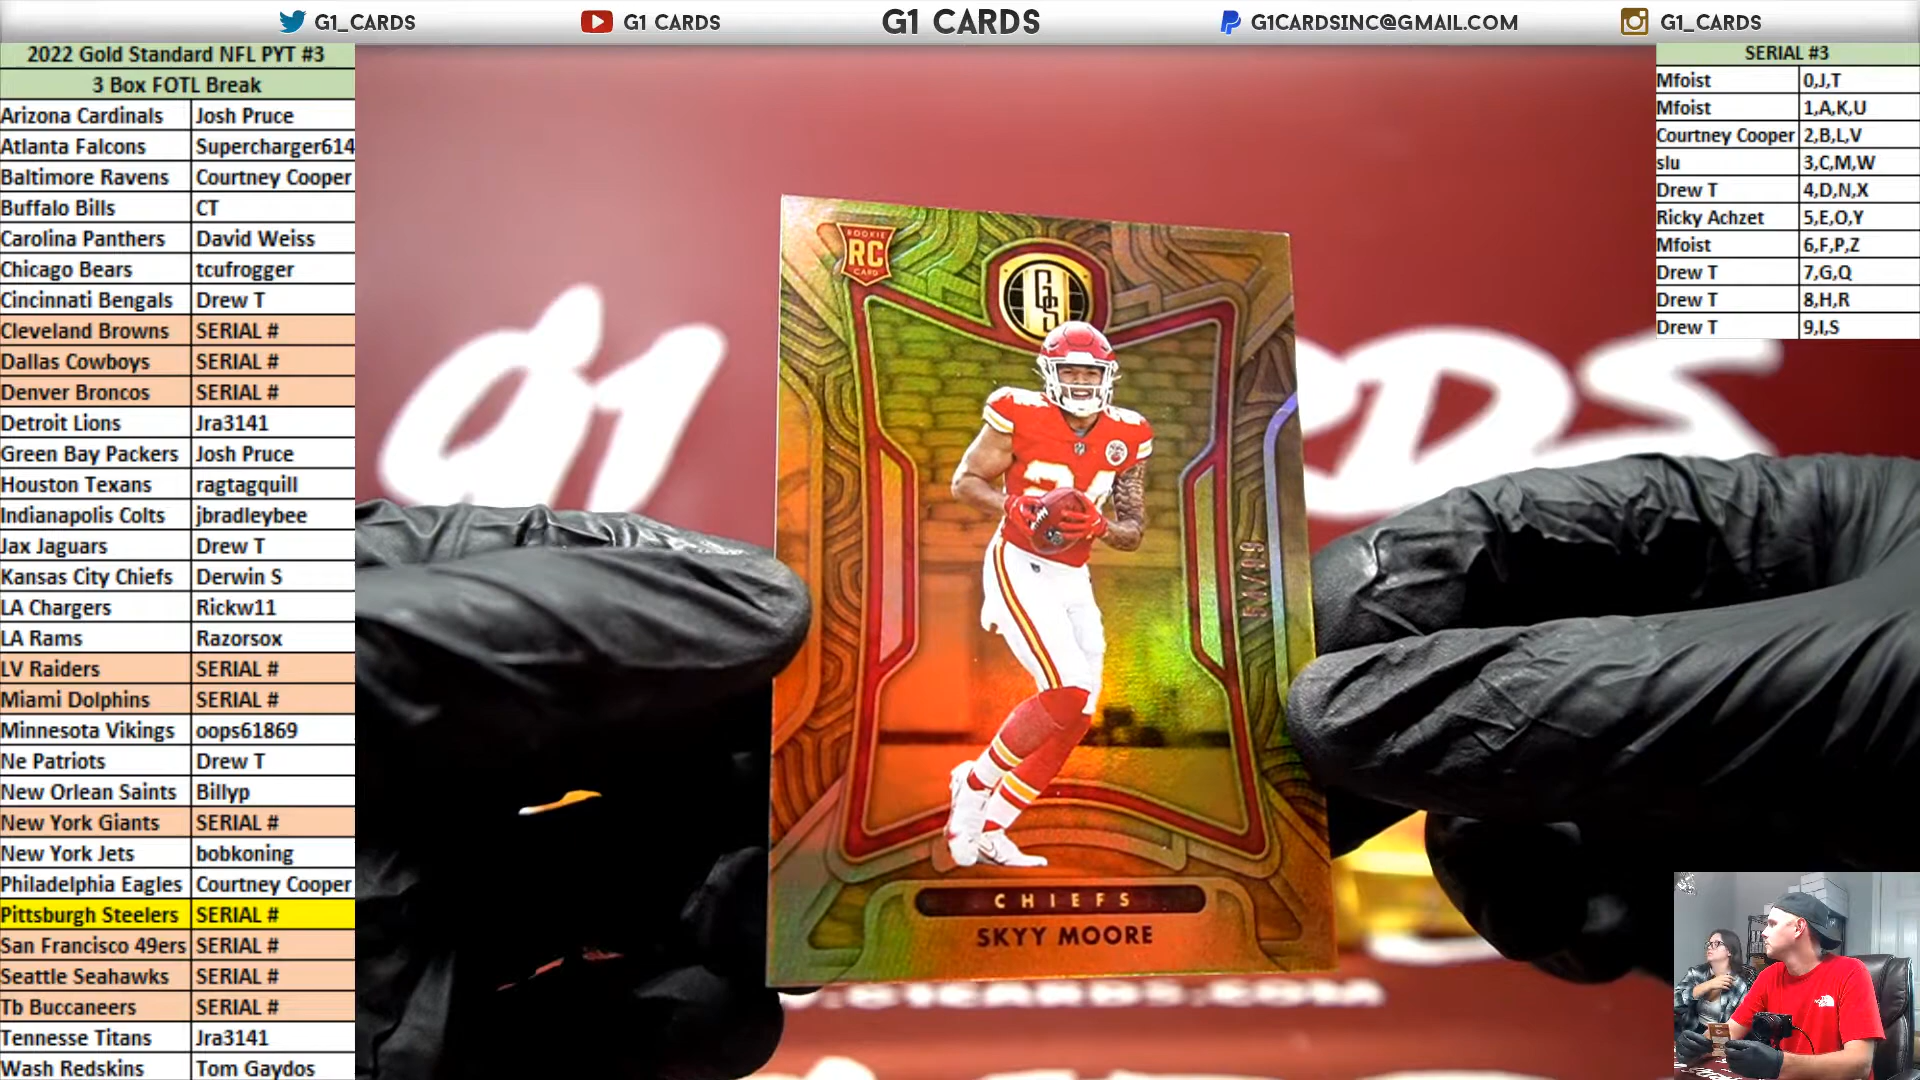 G1_CARDS
G1 CARDS
G1 CARDS
G1CARDSINC@GMAIL.COM
G1_CARDS
2022 Gold Standard NFL PYT #3
3 Box FOTL Break
Arizona Cardinals Josh Pruce
Atlanta Falcons Supercharger614
Baltimore Ravens Courtney Cooper
Buffalo Bills CT
Carolina Panthers David Weiss
Chicago Bears tcufrogger
Cincinnati Bengals Drew T
Cleveland Browns SERIAL #
Dallas Cowboys SERIAL #
Denver Broncos SERIAL #
Detroit Lions Jra3141
Green Bay Packers Josh Pruce
Houston Texans ragtagquill
Indianapolis Colts jbradleybee
Jax Jaguars Drew T
Kansas City Chiefs Derwin S
LA Chargers Rickw11
LA Rams Razorsox
LV Raiders SERIAL #
Miami Dolphins SERIAL #
Minnesota Vikings oops61869
Ne Patriots Drew T
New Orlean Saints Billyp
New York Giants SERIAL #
New York Jets bobkoning
Philadelphia Eagles Courtney Cooper
Pittsburgh Steelers SERIAL #
San Francisco 49ers SERIAL #
Seattle Seahawks SERIAL #
Tb Buccaneers SERIAL #
Tennesse Titans Jra3141
Wash Redskins Tom Gaydos
SERIAL #3
Mfoist 0,J,T
Mfoist 1,A,K,U
Courtney Cooper 2,B,L,V
slu 3,C,M,W
Drew T 4,D,N,X
Ricky Achzet 5,E,O,Y
Mfoist 6,F,P,Z
Drew T 7,G,Q
Drew T 8,H,R
Drew T 9,I,S
g1
ROOKIE
RC
CARD
GS
24
CHIEFS
SKYY MOORE